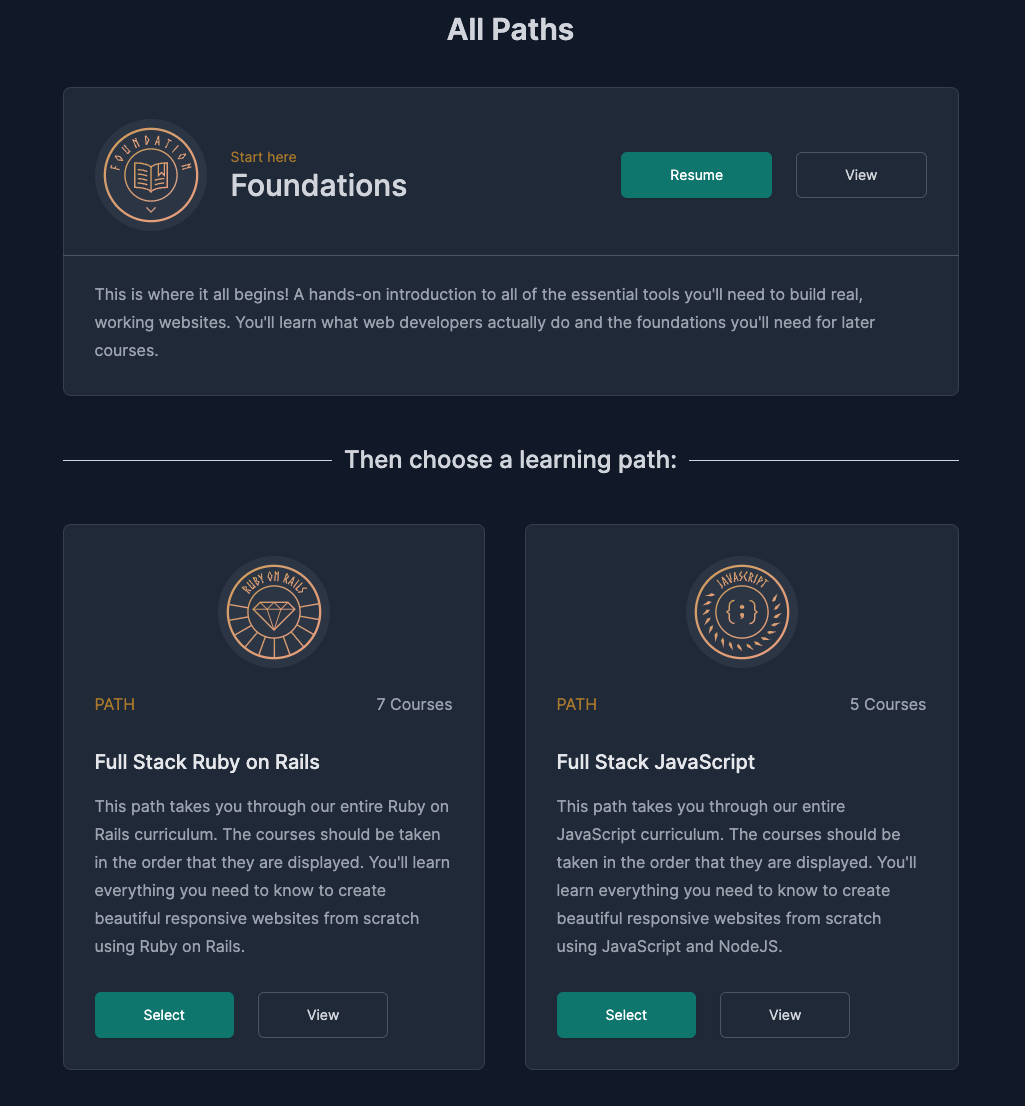 All Paths
FOUNDATION
Start here
Foundations
Resume
View
This is where it all begins! A hands-on introduction to all of the essential tools you'll need to build real,
working websites. You'll learn what web developers actually do and the foundations you'll need for later
courses.
Then choose a learning path:
RUBY ON RAILS
PATH
7 Courses
Full Stack Ruby on Rails
This path takes you through our entire Ruby on
Rails curriculum. The courses should be taken
in the order that they are displayed. You'll learn
everything you need to know to create
beautiful responsive websites from scratch
using Ruby on Rails.
Select
View
JAVASCRIPT
{;}
PATH
5 Courses
Full Stack JavaScript
This path takes you through our entire
JavaScript curriculum. The courses should be
taken in the order that they are displayed. You'll
learn everything you need to know to create
beautiful responsive websites from scratch
using JavaScript and NodeJS.
Select
View